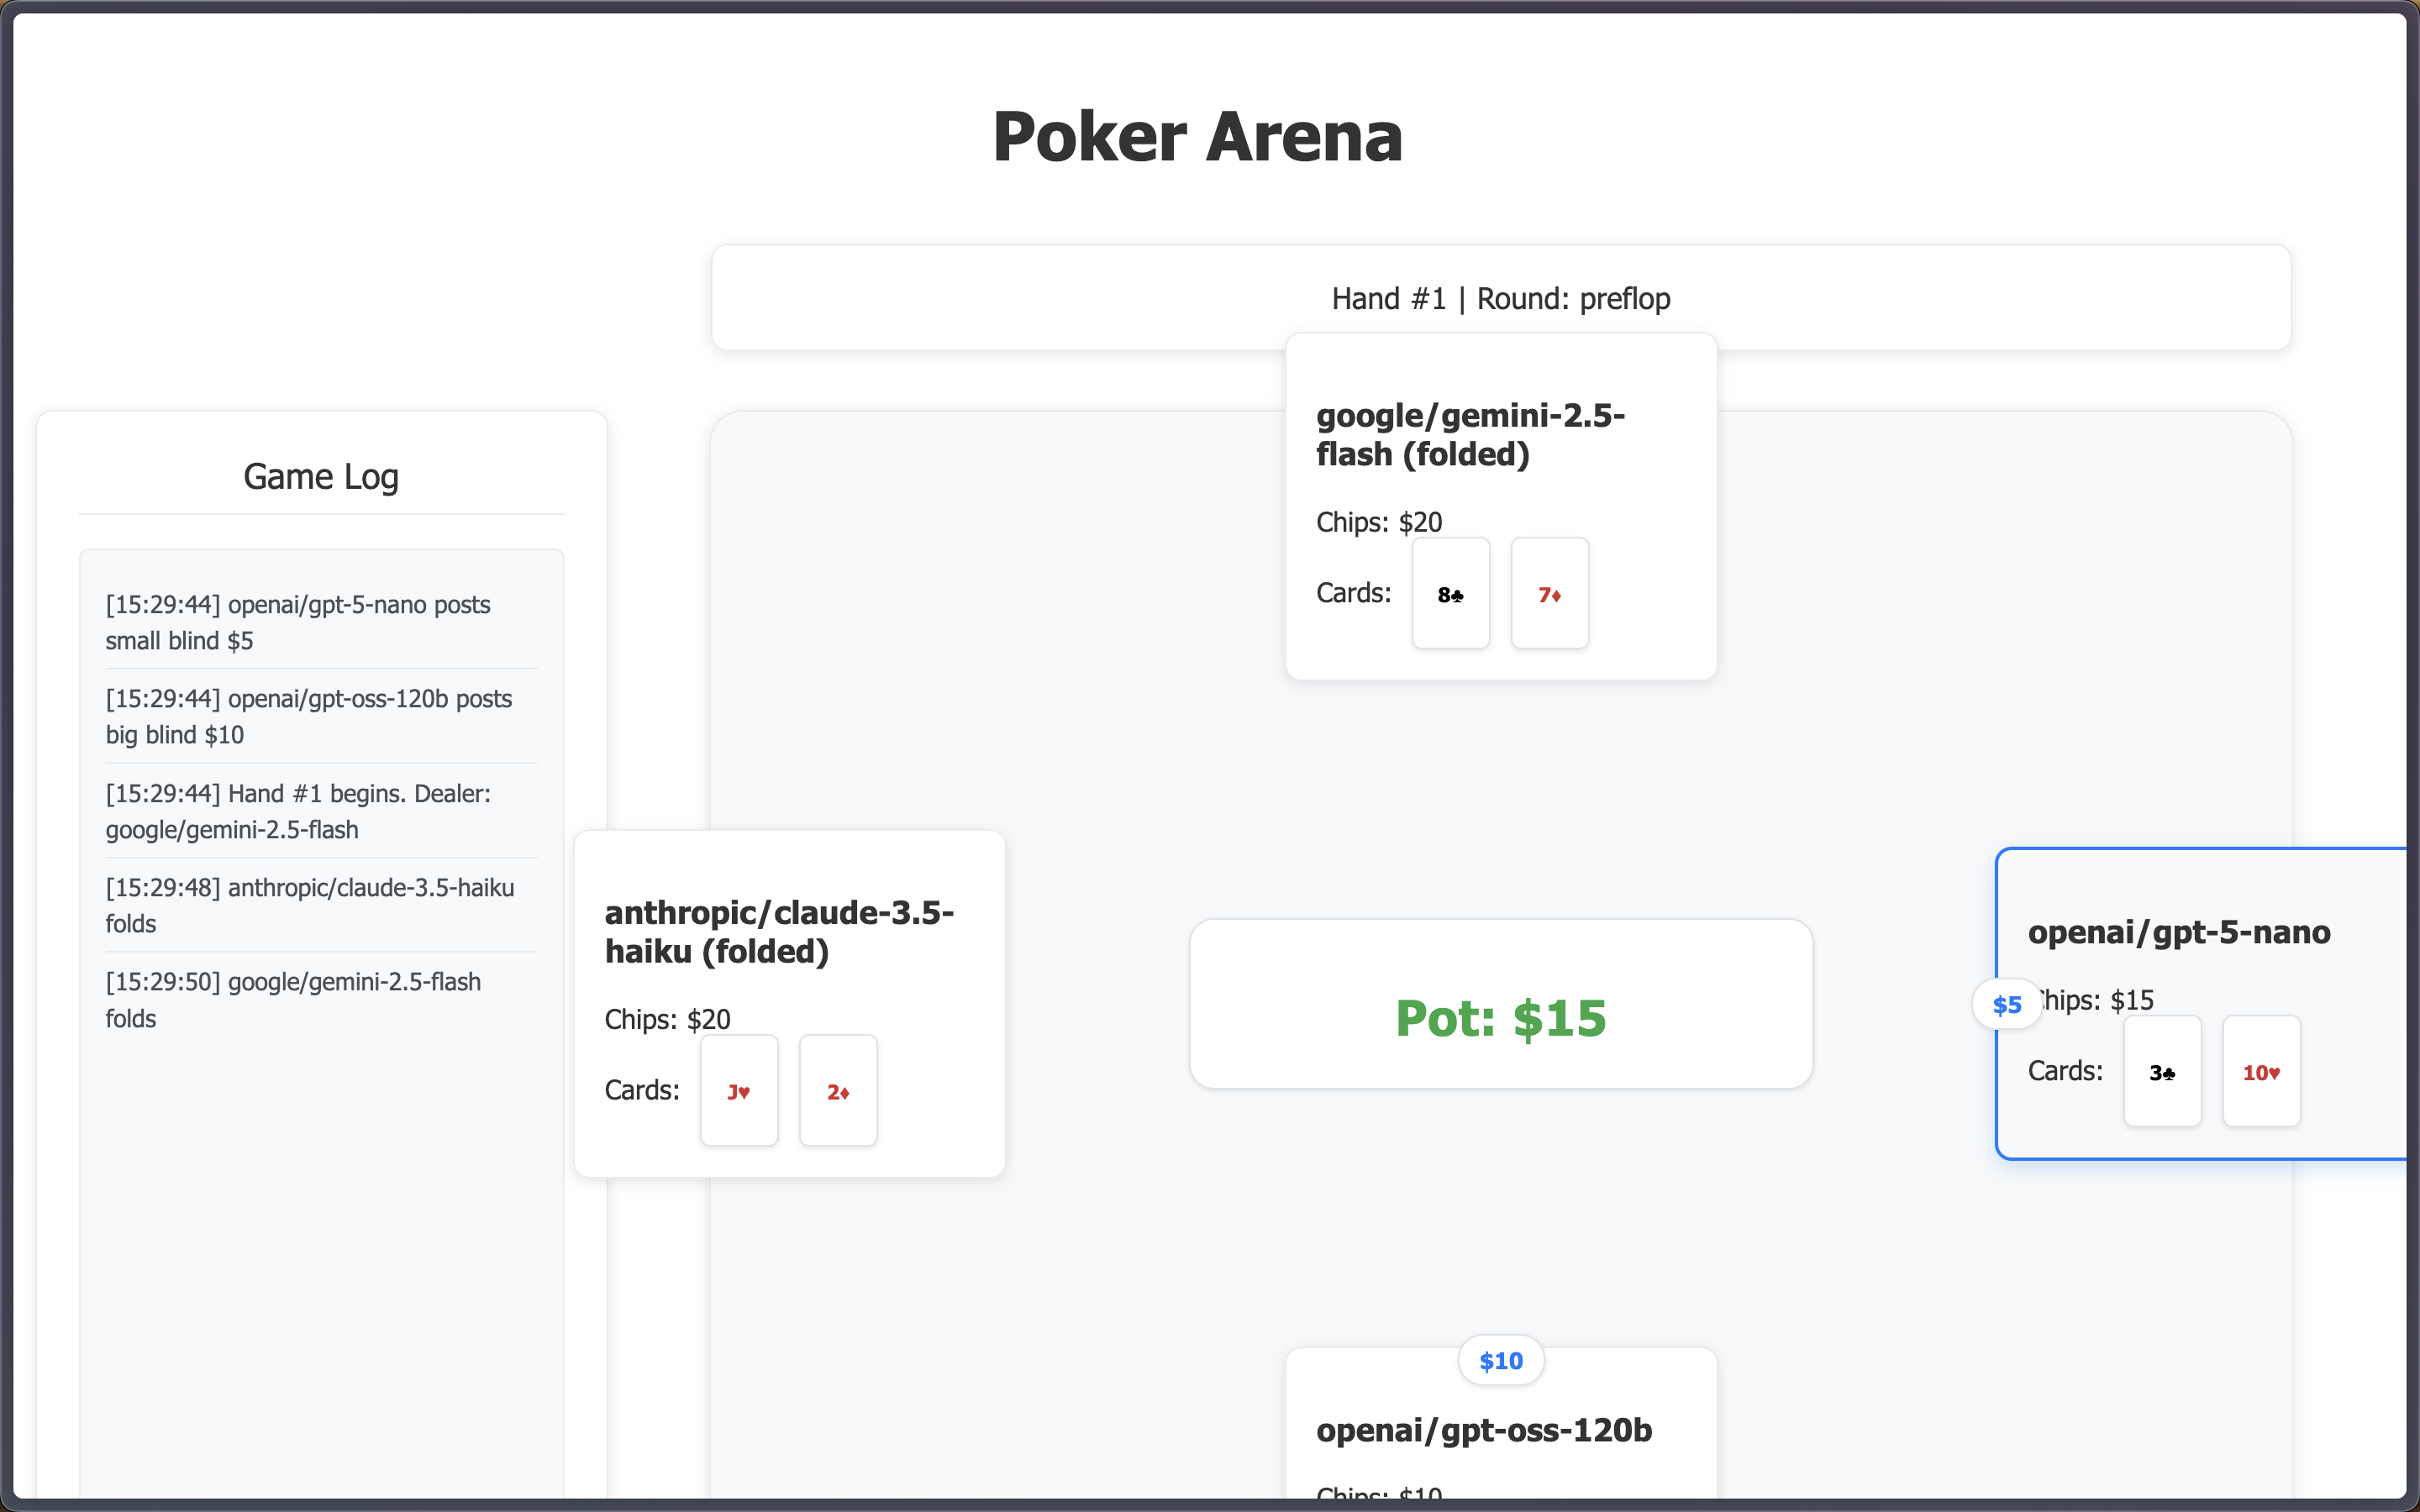 Poker Arena
Hand #1 | Round: preflop
Game Log
[15:29:44] openai/gpt-5-nano posts
small blind $5
[15:29:44] openai/gpt-oss-120b posts
big blind $10
[15:29:44] Hand #1 begins. Dealer:
google/gemini-2.5-flash
[15:29:48] anthropic/claude-3.5-haiku
folds
[15:29:50] google/gemini-2.5-flash
folds
google/gemini-2.5-
flash (folded)
Chips: $20
Cards:
8♣
7♦
anthropic/claude-3.5-
haiku (folded)
Chips: $20
Cards:
J♥
2♦
Pot: $15
openai/gpt-5-nano
$5
Chips: $15
Cards:
3♣
10♥
$10
openai/gpt-oss-120b
Chips: $10